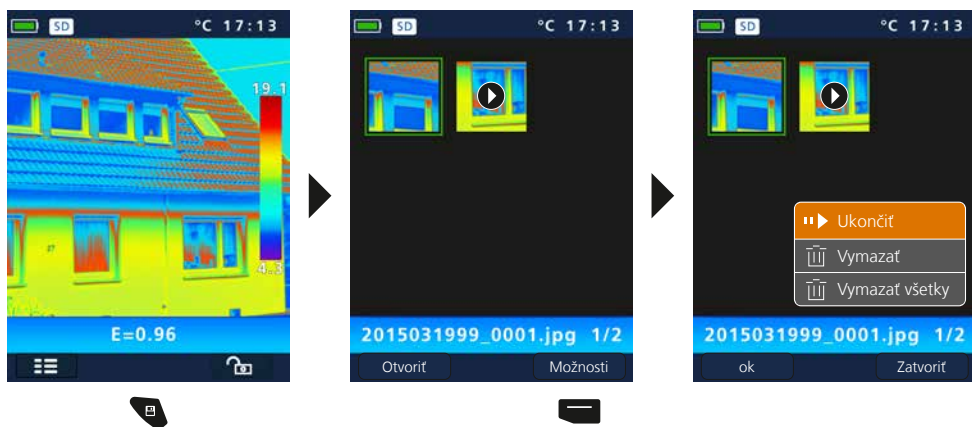 SD °C 17:13
19.1
4.3
E=0.96
SD °C 17:13
2015031999_0001.jpg 1/2
Otvoriť Možnosti
SD °C 17:13
Ukončiť
Vymazať
Vymazať všetky
2015031999_0001.jpg 1/2
ok Zatvoriť